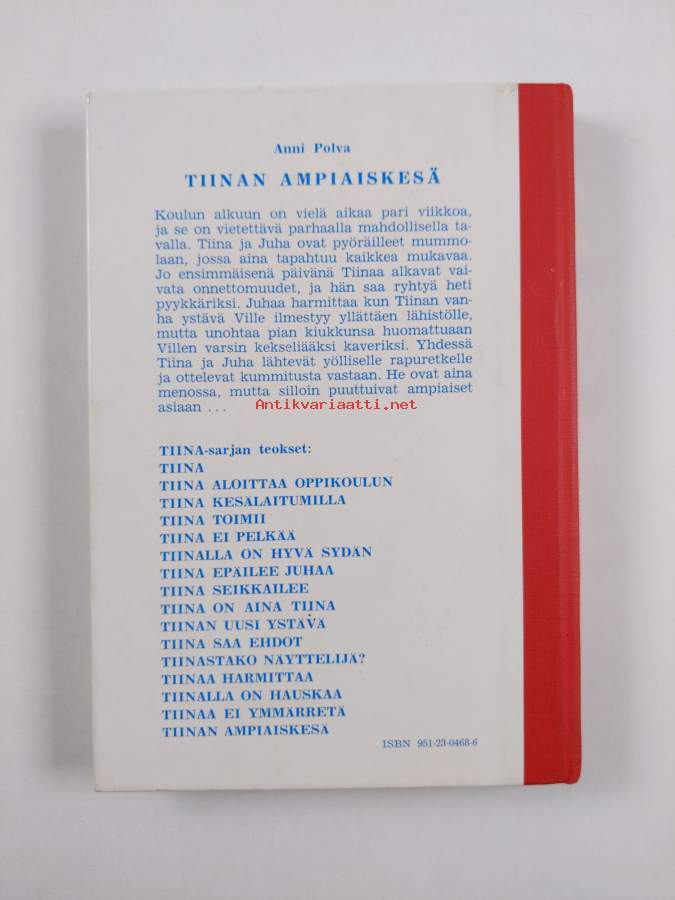 Anni Polva
TIINAN AMPIAISKESÄ
Koulun alkuun on vielä aikaa pari viikkoa,
ja se on vietettävä parhaalla mahdollisella ta-
valla. Tiina ja Juha ovat pyöräilleet mummo-
laan, jossa aina tapahtuu kaikkea mukavaa.
Jo ensimmäisenä päivänä Tiinaa alkavat vai-
vata onnettomuudet, ja hän saa ryhtyä heti
pyykkäriksi. Juhaa harmittaa kun Tiinan van-
ha ystävä Ville ilmestyy yllättäen lähistölle,
mutta unohtaa pian kiukkunsa huomattuaan
Villen varsin kekseliääksi kaveriksi. Yhdessä
Tiina ja Juha lähtevät yölliselle rapuretkelle
ja ottelevat kummitusta vastaan. He ovat aina
menossa, mutta silloin puuttuivat ampiaiset
asiaan ...
Antikvariaatti.net
TIINA-sarjan teokset:
TIINA
TIINA ALOITTAA OPPIKOULUN
TIINA KESÄLAITUMILLA
TIINA TOIMII
TIINA EI PELKÄÄ
TIINALLA ON HYVÄ SYDÄN
TIINA EPÄILEE JUHAA
TIINA SEIKKAILEE
TIINA ON AINA TIINA
TIINAN UUSI YSTÄVÄ
TIINA SAA EHDOT
TIINASTAKO NÄYTTELIJÄ?
TIINAA HARMITTAA
TIINALLA ON HAUSKAA
TIINAA EI YMMÄRRETÄ
TIINAN AMPIAISKESÄ
ISBN 951-23-0468-6